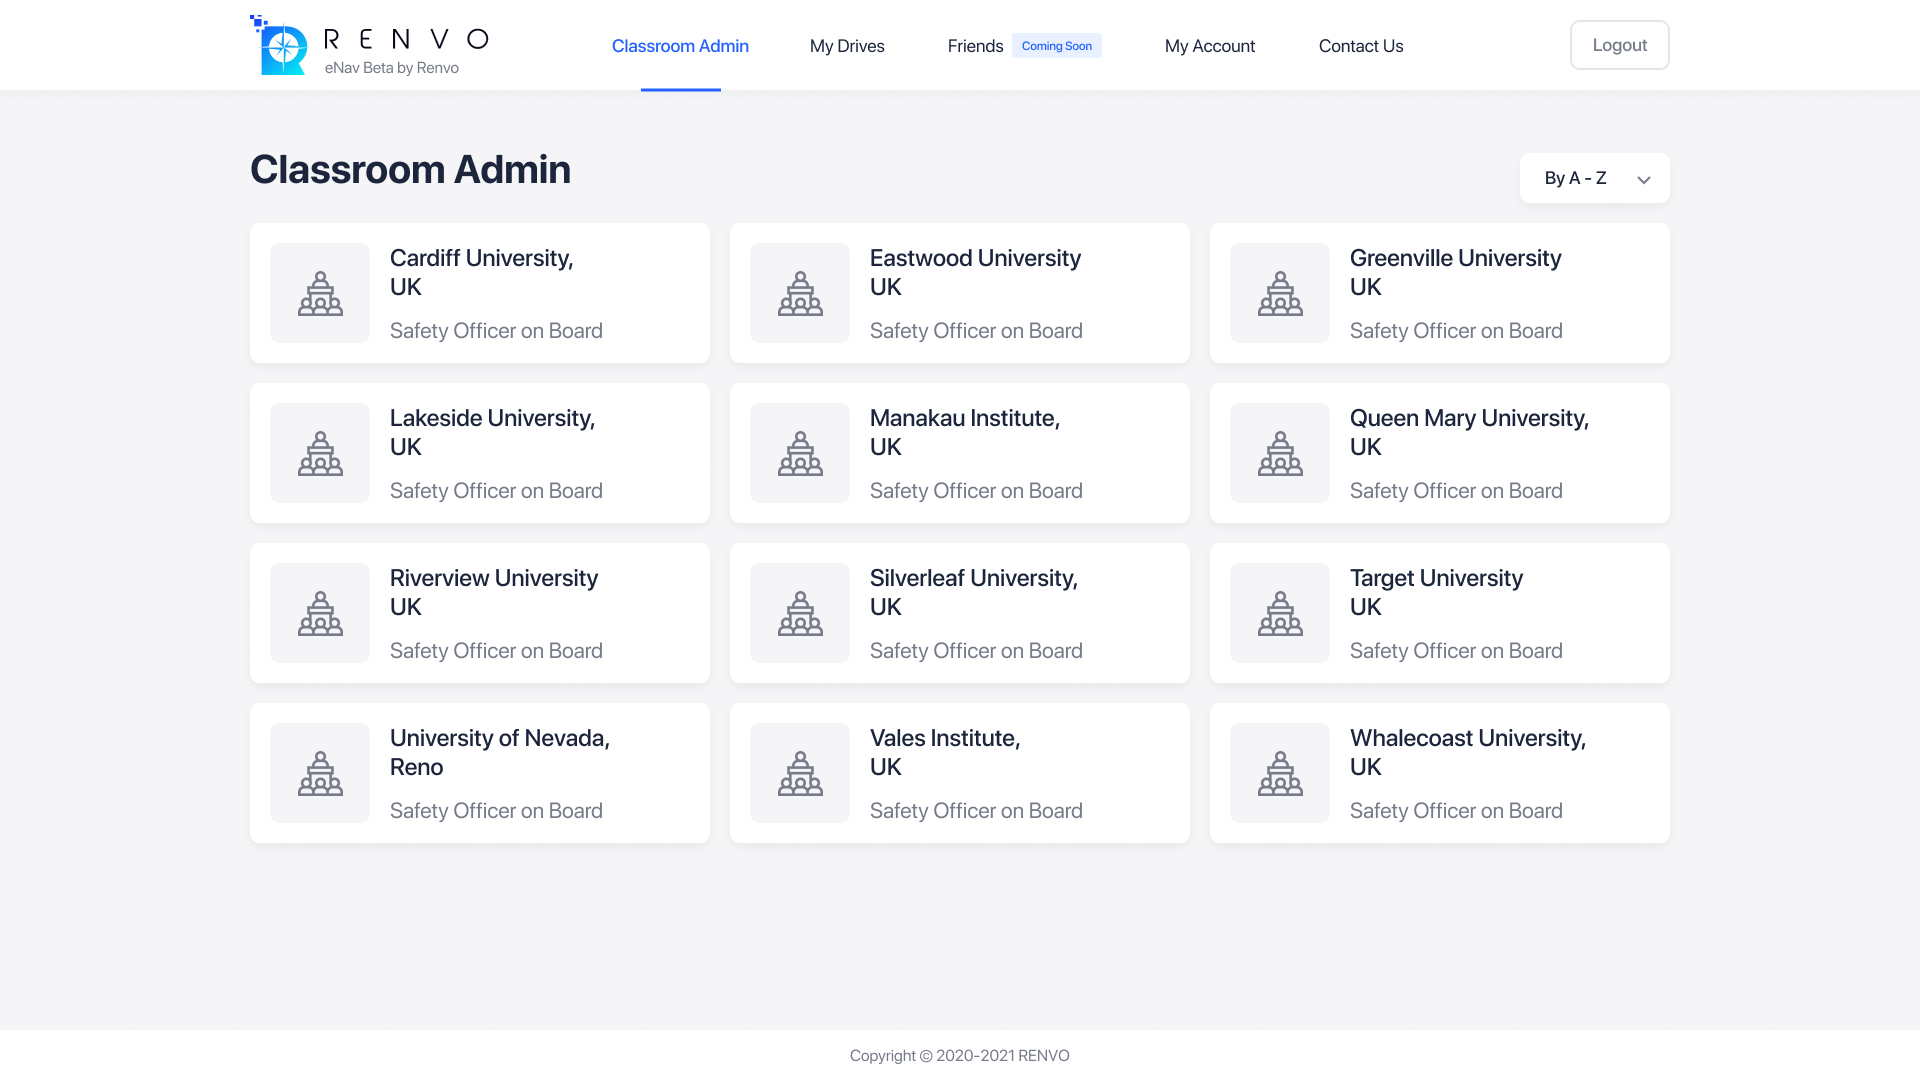 RENVO
eNav Beta by Renvo
Classroom Admin
My Drives
Friends
Coming Soon
My Account
Contact Us
Logout
Classroom Admin
By A - Z
Cardiff University,
UK
Safety Officer on Board
Eastwood University
UK
Safety Officer on Board
Greenville University
UK
Safety Officer on Board
Lakeside University,
UK
Safety Officer on Board
Manakau Institute,
UK
Safety Officer on Board
Queen Mary University,
UK
Safety Officer on Board
Riverview University
UK
Safety Officer on Board
Silverleaf University,
UK
Safety Officer on Board
Target University
UK
Safety Officer on Board
University of Nevada,
Reno
Safety Officer on Board
Vales Institute,
UK
Safety Officer on Board
Whalecoast University,
UK
Safety Officer on Board
Copyright © 2020-2021 RENVO